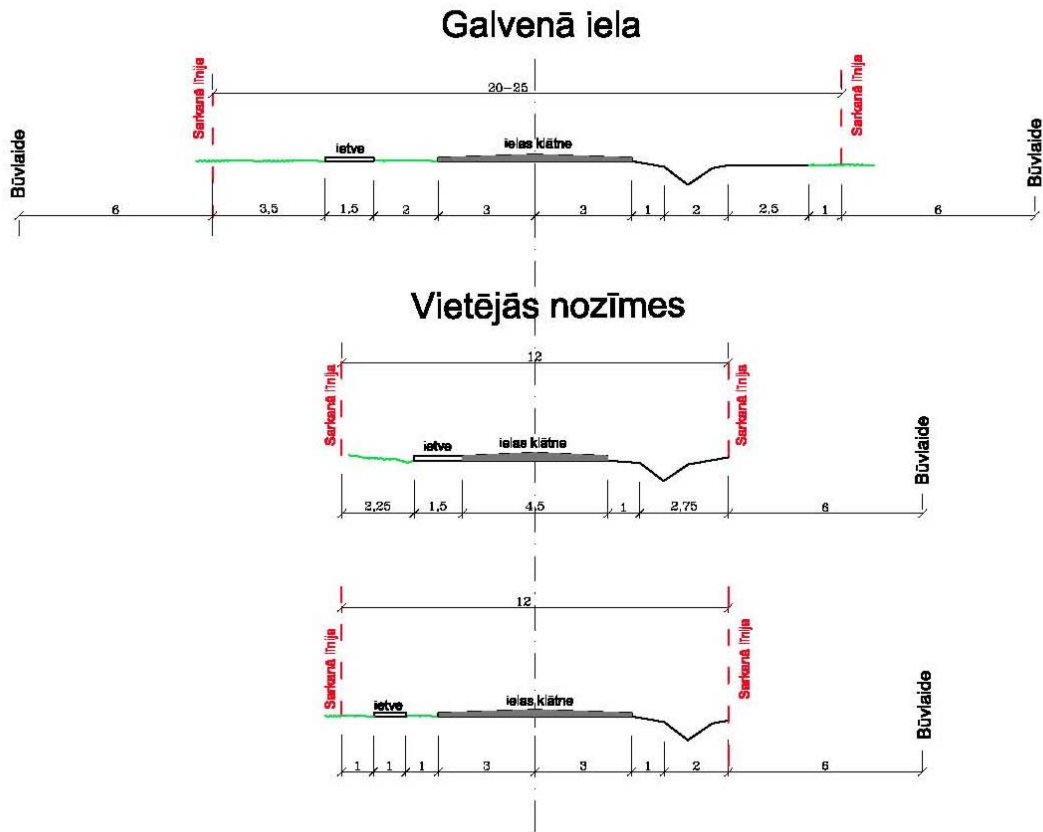 Galvenā iela
Sarkanā līnija
20-25
Sarkanā līnija
Būvlaide
ietve
ielas klātne
Būvlaide
6 3,5 1,5 2 3 3 1 2 2,5 1 6
Vietējās nozīmes
12
Sarkanā līnija
Sarkanā līnija
ietve
ielas klātne
Būvlaide
2,25 1,5 4,5 1 2,75 6
12
Sarkanā līnija
Sarkanā līnija
ietve
ielas klātne
Būvlaide
1 1 1 3 3 1 2 6